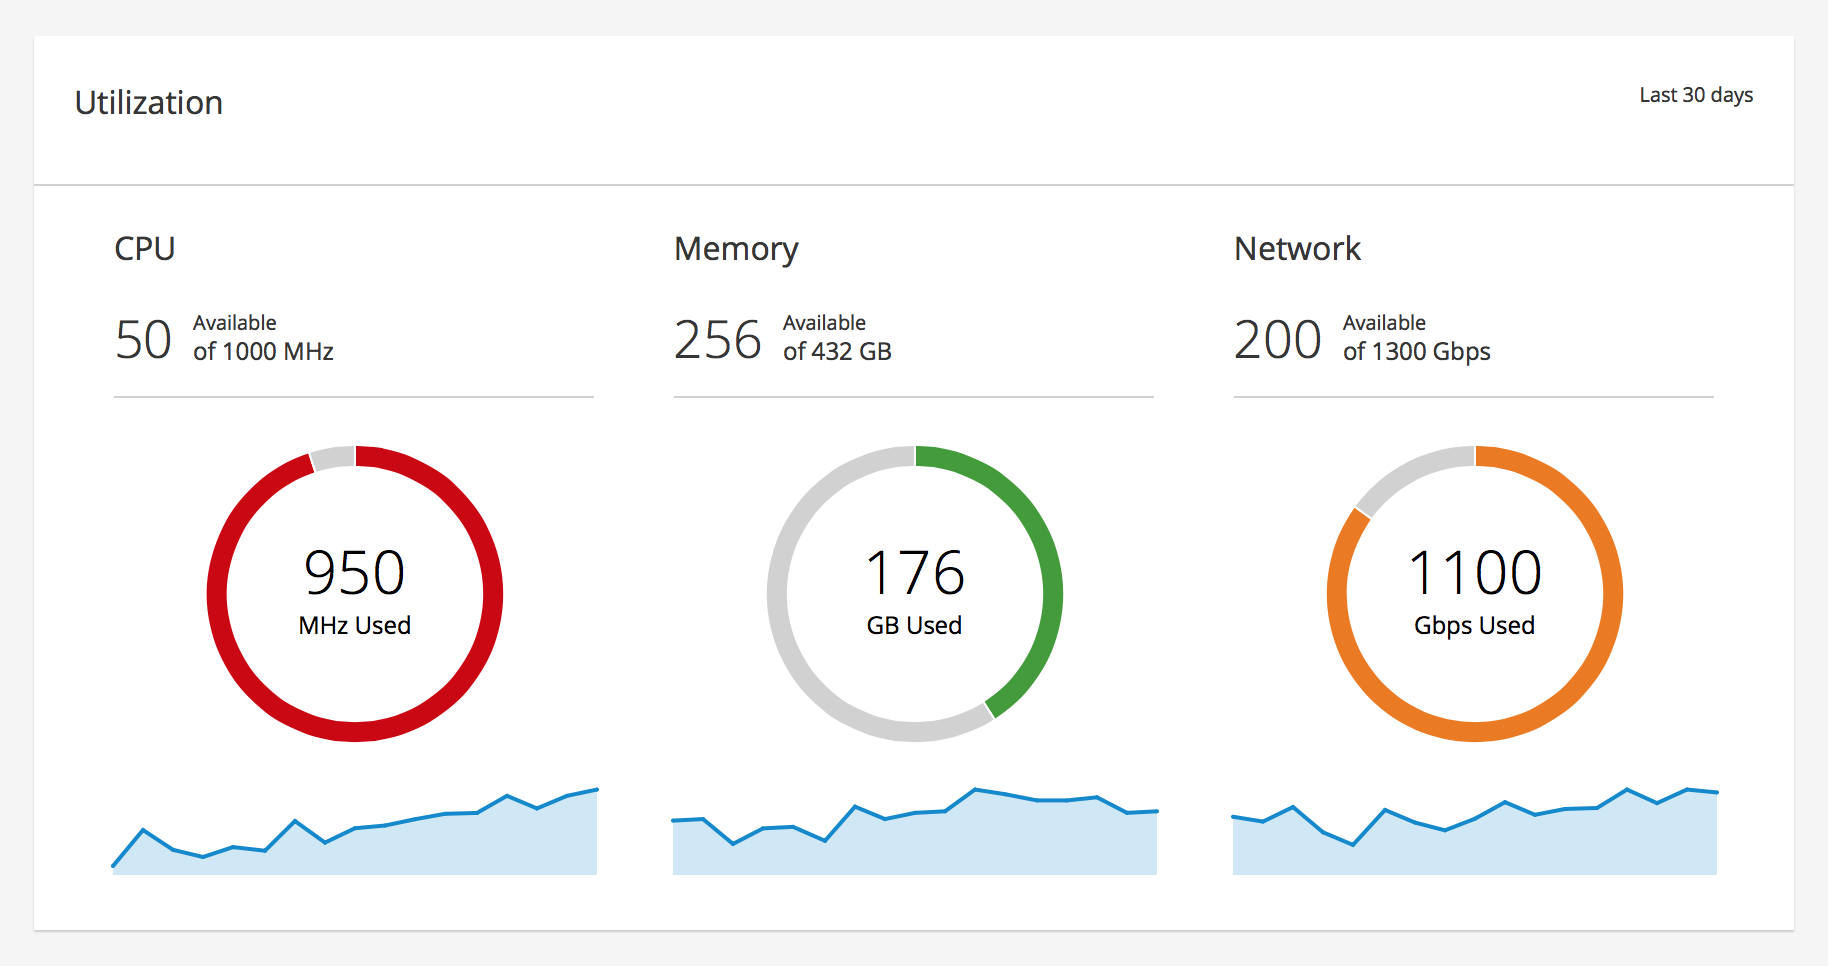 Utilization
Last 30 days
CPU
50 Available
of 1000 MHz
950
MHz Used
Memory
256 Available
of 432 GB
176
GB Used
Network
200 Available
of 1300 Gbps
1100
Gbps Used